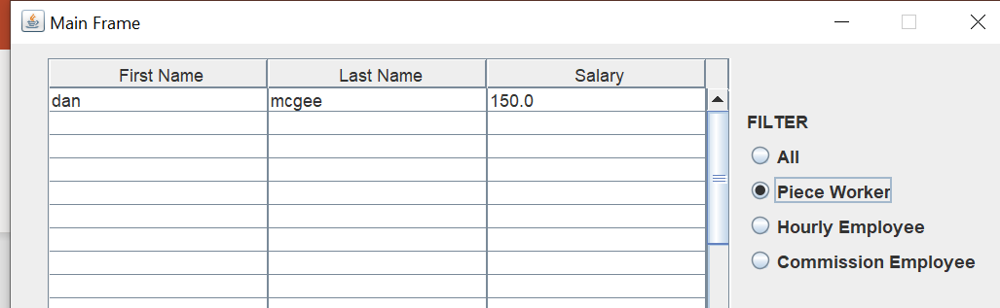 Main Frame
First Name Last Name Salary
dan mcgee 150.0
FILTER
All
Piece Worker
Hourly Employee
Commission Employee